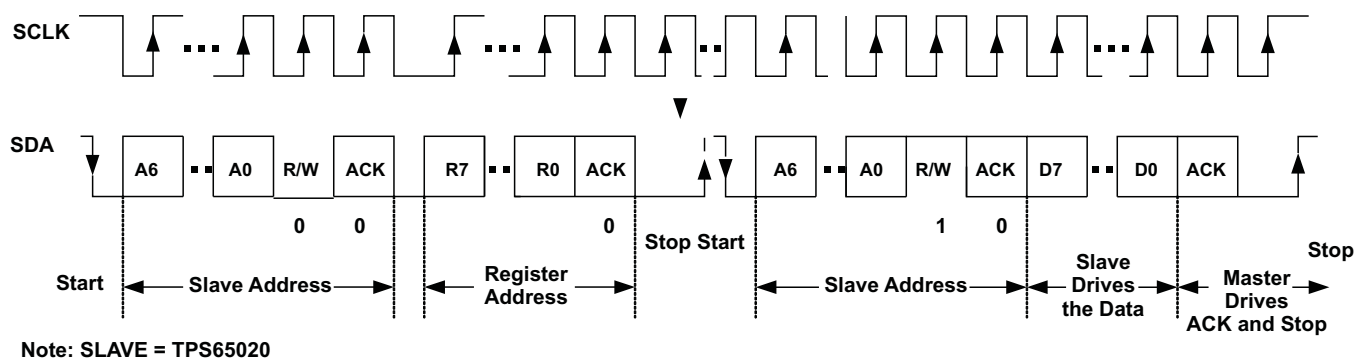 SCLK
SDA
A6 A0 R/W ACK R7 R0 ACK A6 A0 R/W ACK D7 D0 ACK
0 0 0 1 0
Stop Start
Start
Slave Address
Register
Address
Slave Address
Slave
Drives
the Data
Master
Drives
ACK and Stop
Stop
Note: SLAVE = TPS65020